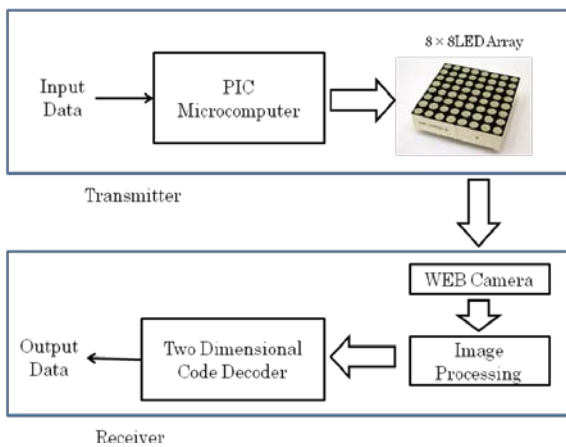 8×8LED Array
Input
Data
PIC
Microcomputer
Transmitter
WEB Camera
Output
Data
Two Dimensional
Code Decoder
Image
Processing
Receiver